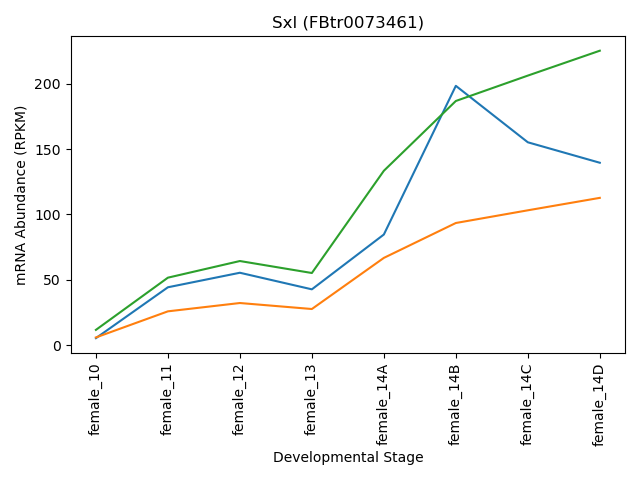 Sxl (FBtr0073461)
mRNA Abundance (RPKM)
200
150
100
50
0
female_10
female_11
female_12
female_13
female_14A
female_14B
female_14C
female_14D
Developmental Stage